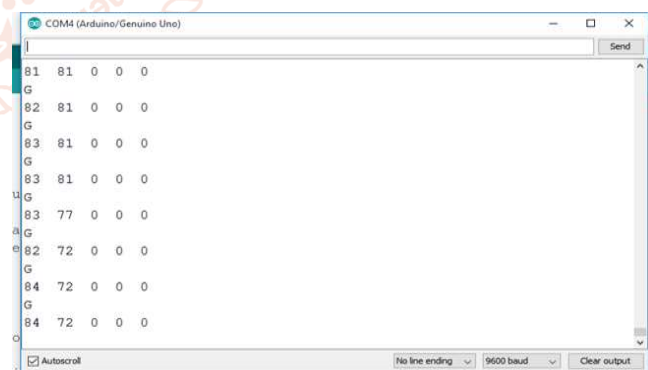 COM4 (Arduino/Genuino Uno)
Send
81 81 0 0 0
G
82 81 0 0 0
G
83 81 0 0 0
G
83 81 0 0 0
G
83 77 0 0 0
G
82 72 0 0 0
G
84 72 0 0 0
G
84 72 0 0 0
Autoscroll No line ending 9600 baud Clear output